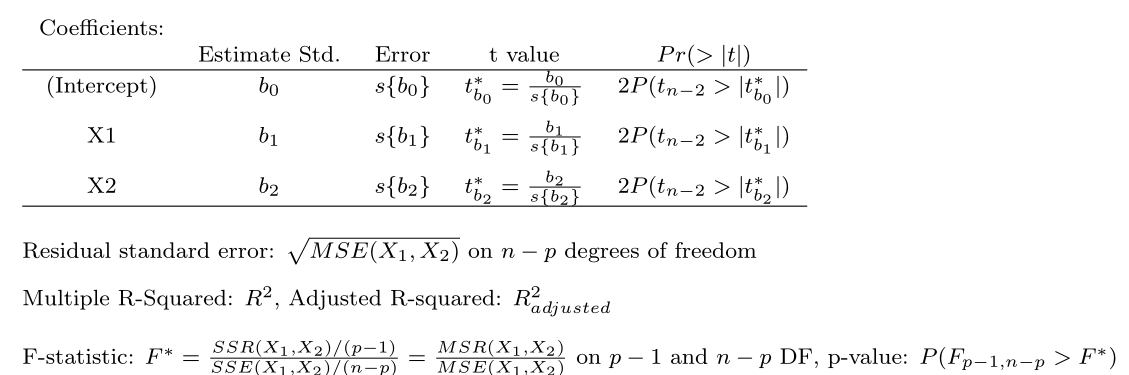 Coefficients:
Estimate Std. Error t value Pr(> |t|)
(Intercept) b₀ s{b₀} t*_{b₀} = b₀/s{b₀} 2P(t_{n−2} > |t*_{b₀}|)
X1 b₁ s{b₁} t*_{b₁} = b₁/s{b₁} 2P(t_{n−2} > |t*_{b₁}|)
X2 b₂ s{b₂} t*_{b₂} = b₂/s{b₂} 2P(t_{n−2} > |t*_{b₂}|)
Residual standard error: √MSE(X₁, X₂) on n − p degrees of freedom
Multiple R-Squared: R², Adjusted R-squared: R²_{adjusted}
F-statistic: F* = SSR(X₁,X₂)/(p−1) / SSE(X₁,X₂)/(n−p) = MSR(X₁,X₂) / MSE(X₁,X₂) on p − 1 and n − p DF, p-value: P(F_{p−1,n−p} > F*)